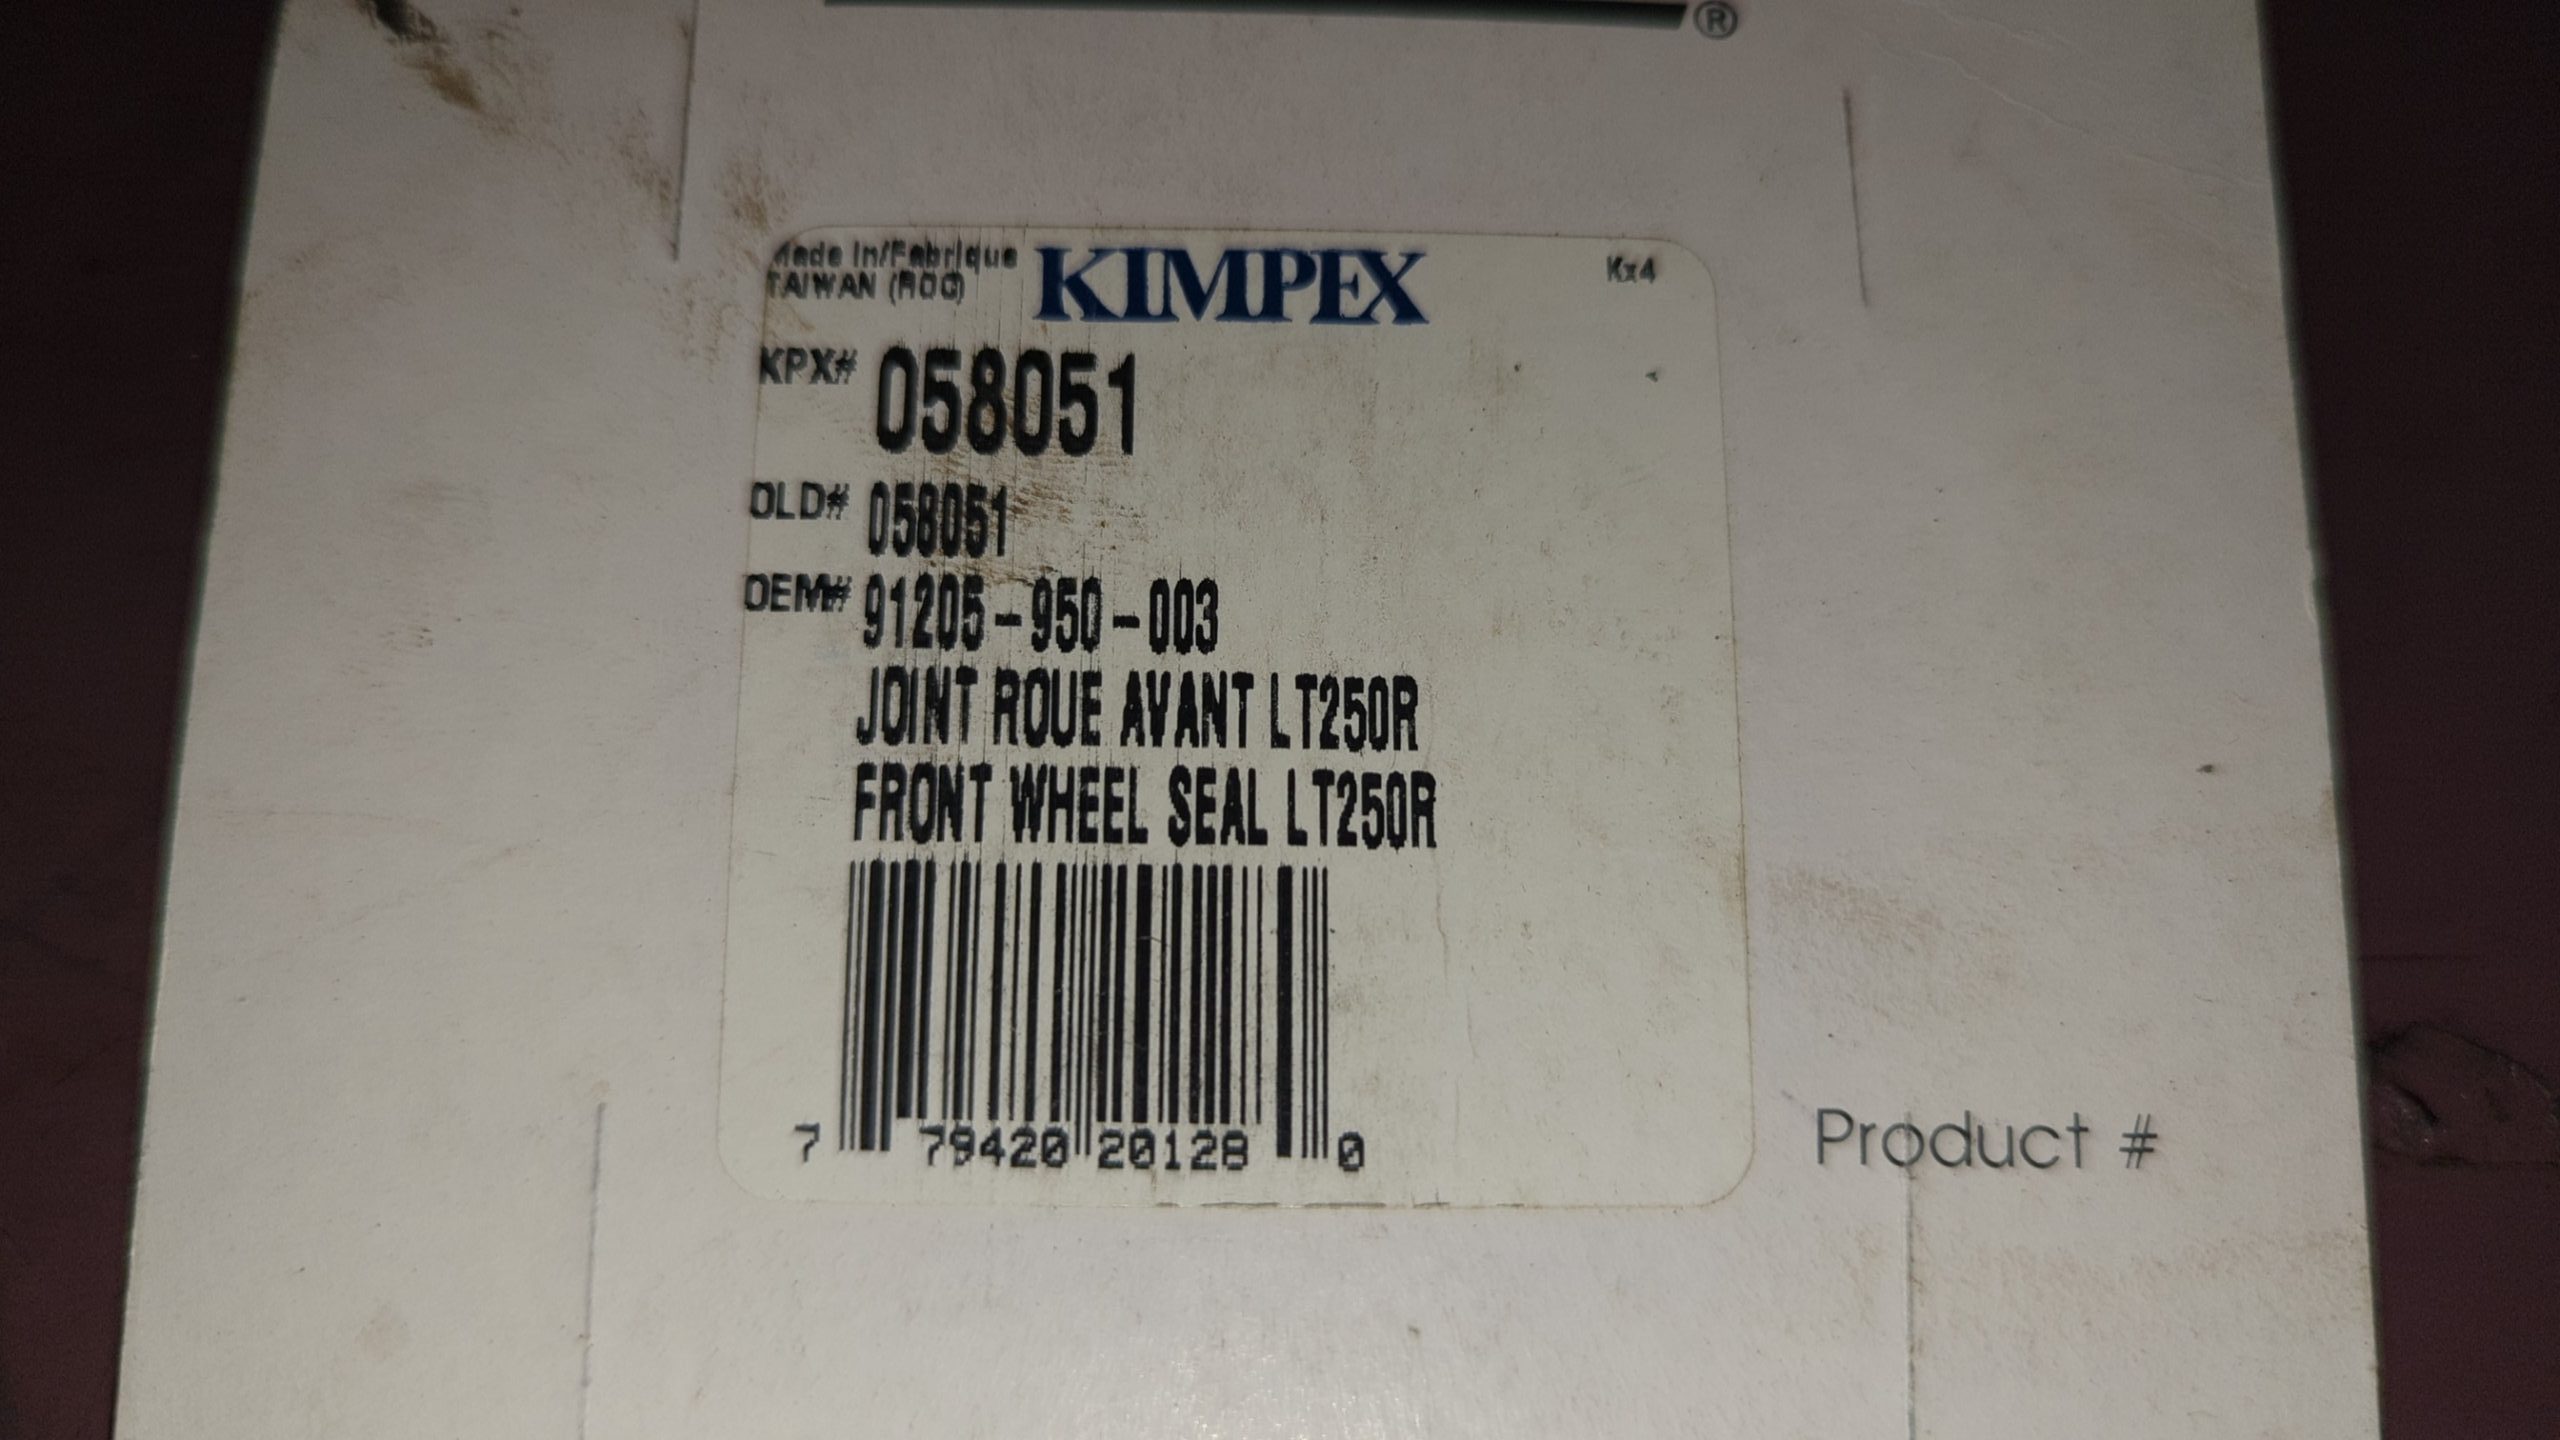 ®
Made In/Fabrique
TAIWAN (ROC)
KIMPEX
Kx4
KPX# 058051
OLD# 058051
OEM# 91205-950-003
JOINT ROUE AVANT LT250R
FRONT WHEEL SEAL LT250R
7 79420 20128 0
Product #